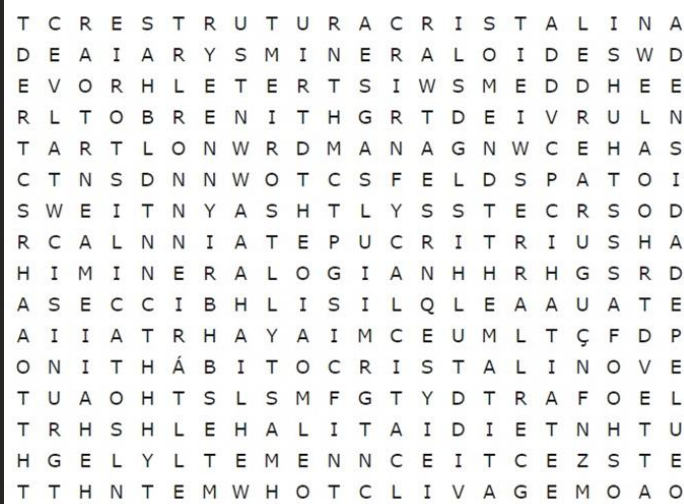 T C R E S T R U T U R A C R I S T A L I N A
D E A I A R Y S M I N E R A L O I D E S W D
E V O R H L E T E R T S I W S M E D D H E E
R L T O B R E N I T H G R T D E I V R U L N
T A R T L O N W R D M A N A G N W C E H A S
C T N S D N N W O T C S F E L D S P A T O I
S W E I T N Y A S H T L Y S S T E C R S O D
R C A L N N I A T E P U C R I T R I U S H A
H I M I N E R A L O G I A N H H R H G S R D
A S E C C I B H L I S I L Q L E A A U A T E
A I I A T R H A Y A I M C E U M L T Ç F D P
O N I T H Á B I T O C R I S T A L I N O V E
T U A O H T S L S M F G T Y D T R A F O E L
T R H S H L E H A L I T A I D I E T N H T U
H G E L Y L T E M E N N C E I T C E Z S T E
T T H N T E M W H O T C L I V A G E M O A O